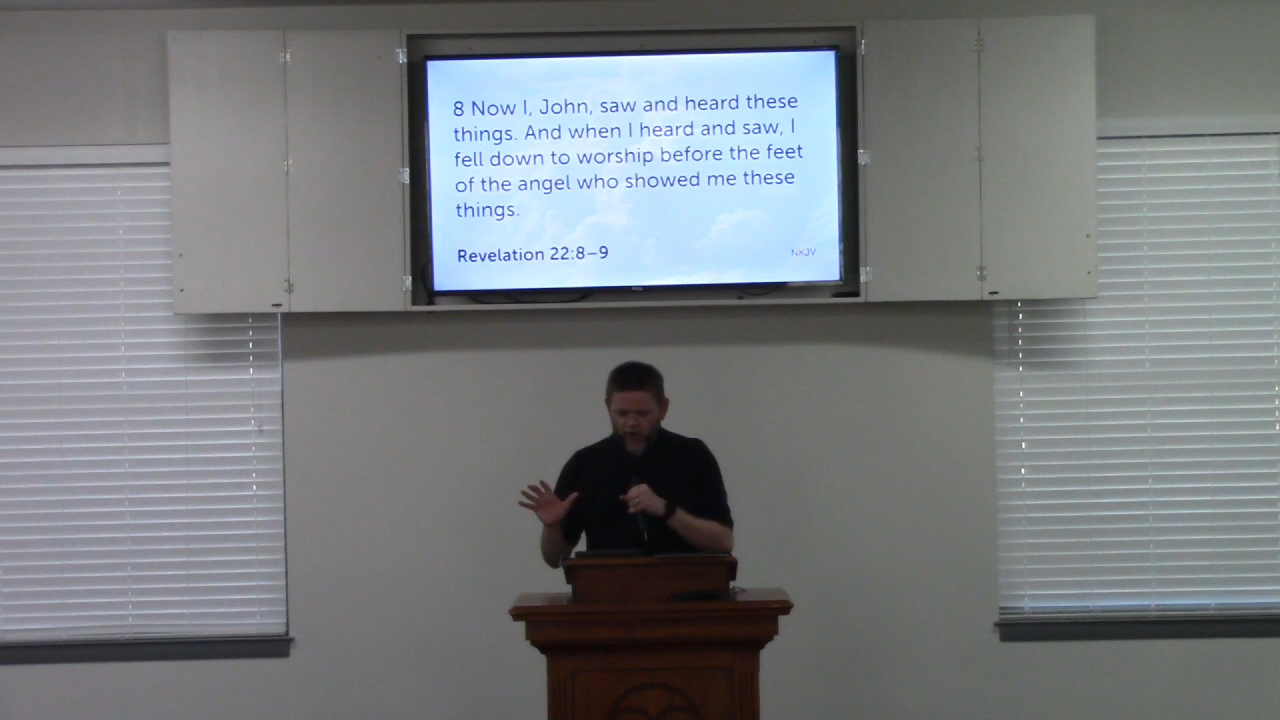 8 Now I, John, saw and heard these
things. And when I heard and saw, I
fell down to worship before the feet
of the angel who showed me these
things.
Revelation 22:8–9
NKJV
TCL